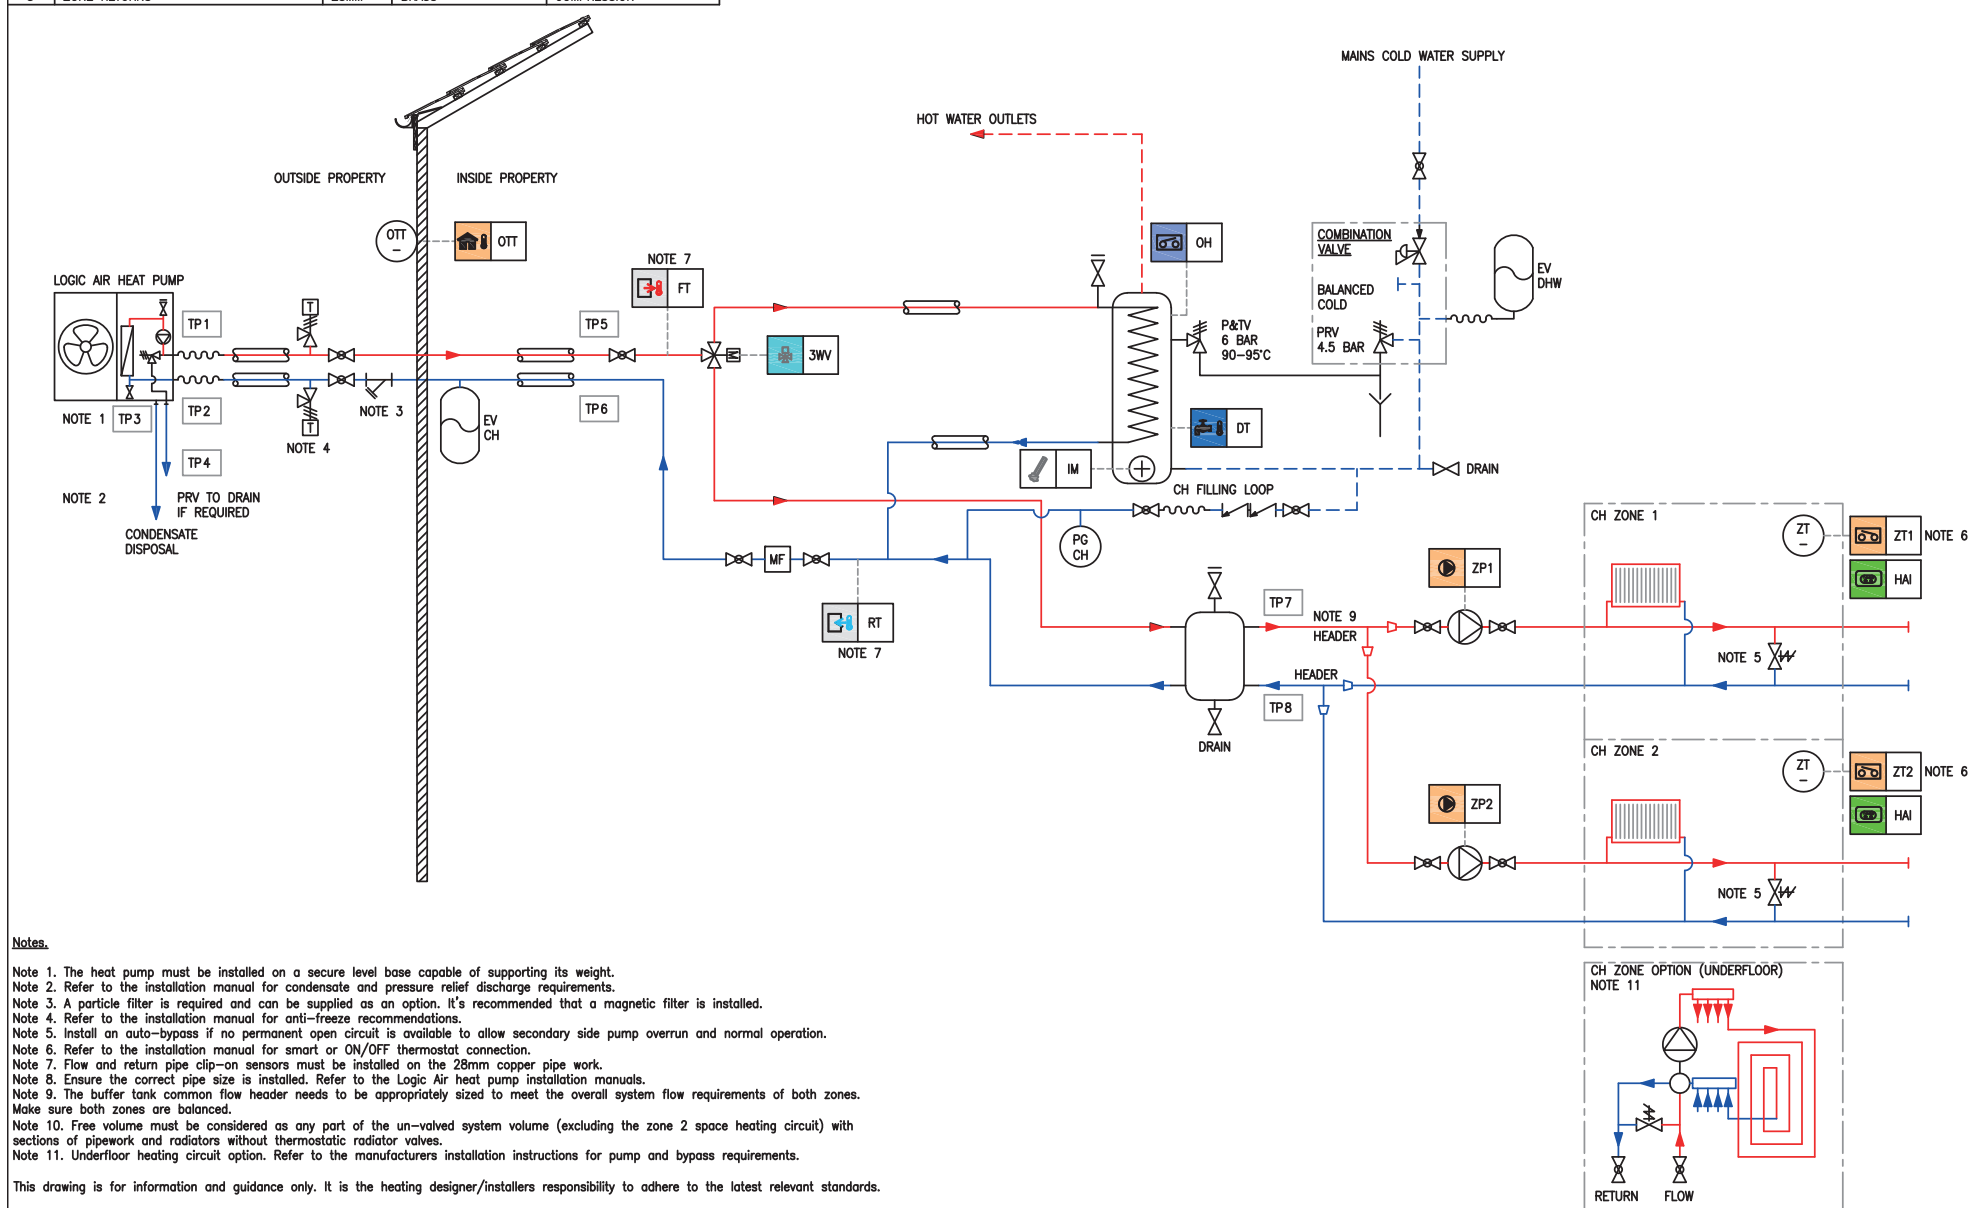 MAINS COLD WATER SUPPLY
HOT WATER OUTLETS
OUTSIDE PROPERTY
INSIDE PROPERTY
OTT
–
OTT
OH
COMBINATION
VALVE
EV
DHW
NOTE 7
FT
LOGIC AIR HEAT PUMP
BALANCED
COLD
TP1
T
TP5
P&TV
6 BAR
90-95°C
PRV
4.5 BAR
M
3WV
NOTE 1
TP3
TP2
NOTE 3
TP6
EV
CH
T
NOTE 4
DT
TP4
IM
DRAIN
NOTE 2
PRV TO DRAIN
IF REQUIRED
CH FILLING LOOP
CONDENSATE
DISPOSAL
PG
CH
MF
CH ZONE 1
ZT
–
ZT1
NOTE 6
HAI
ZP1
TP7
NOTE 9
HEADER
RT
NOTE 7
NOTE 5
HEADER
TP8
DRAIN
CH ZONE 2
ZT
–
ZT2
NOTE 6
HAI
ZP2
NOTE 5
Notes.
Note 1. The heat pump must be installed on a secure level base capable of supporting its weight.
Note 2. Refer to the installation manual for condensate and pressure relief discharge requirements.
Note 3. A particle filter is required and can be supplied as an option. It's recommended that a magnetic filter is installed.
Note 4. Refer to the installation manual for anti-freeze recommendations.
Note 5. Install an auto-bypass if no permanent open circuit is available to allow secondary side pump overrun and normal operation.
Note 6. Refer to the installation manual for smart or ON/OFF thermostat connection.
Note 7. Flow and return pipe clip-on sensors must be installed on the 28mm copper pipe work.
Note 8. Ensure the correct pipe size is installed. Refer to the Logic Air heat pump installation manuals.
Note 9. The buffer tank common flow header needs to be appropriately sized to meet the overall system flow requirements of both zones.
Make sure both zones are balanced.
Note 10. Free volume must be considered as any part of the un-valved system volume (excluding the zone 2 space heating circuit) with
sections of pipework and radiators without thermostatic radiator valves.
Note 11. Underfloor heating circuit option. Refer to the manufacturers installation instructions for pump and bypass requirements.
This drawing is for information and guidance only. It is the heating designer/installers responsibility to adhere to the latest relevant standards.
CH ZONE OPTION (UNDERFLOOR)
NOTE 11
RETURN
FLOW